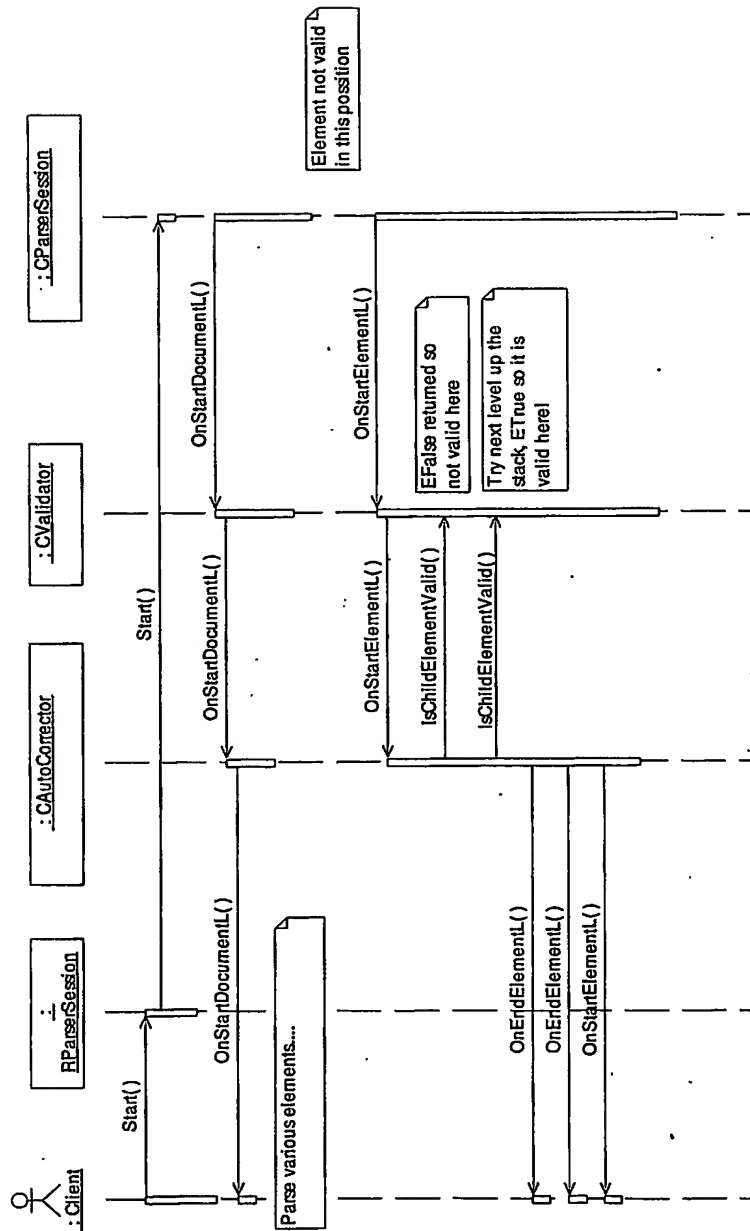 : Client
:
RParserSession
: CAutoCorrector
: CValidator
: CParserSession
Start()
Start()
OnStartDocumentL()
OnStartDocumentL()
OnStartDocumentL()
Parse various elements....
Element not valid
in this possition
OnStartElementL()
OnStartElementL()
IsChildElementValid()
EFalse returned so
not valid here
IsChildElementValid()
Try next level up the
stack, ETrue so it is
valid here!
OnEndElementL()
OnEndElementL()
OnStartElementL()